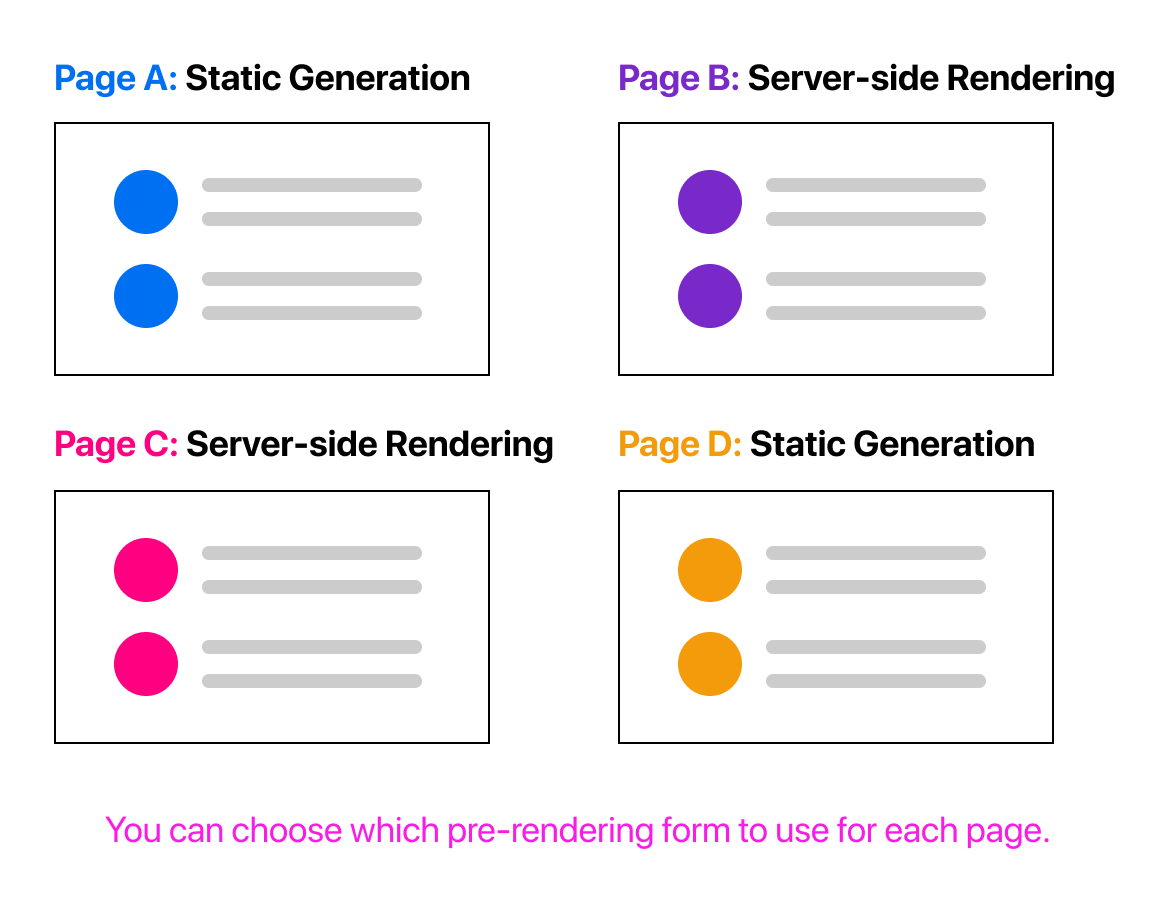 Page A: Static Generation
Page B: Server-side Rendering
Page C: Server-side Rendering
Page D: Static Generation
You can choose which pre-rendering form to use for each page.